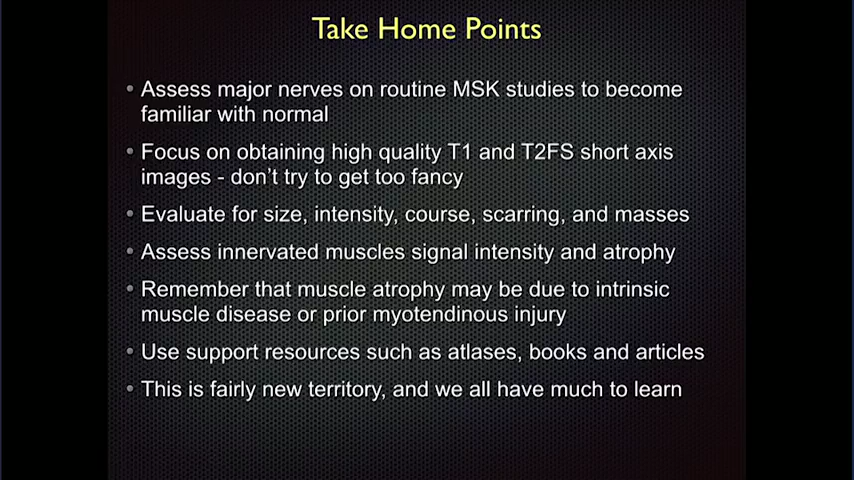 Take Home Points
• Assess major nerves on routine MSK studies to become
familiar with normal
• Focus on obtaining high quality T1 and T2FS short axis
images - don't try to get too fancy
• Evaluate for size, intensity, course, scarring, and masses
• Assess innervated muscles signal intensity and atrophy
• Remember that muscle atrophy may be due to intrinsic
muscle disease or prior myotendinous injury
• Use support resources such as atlases, books and articles
• This is fairly new territory, and we all have much to learn